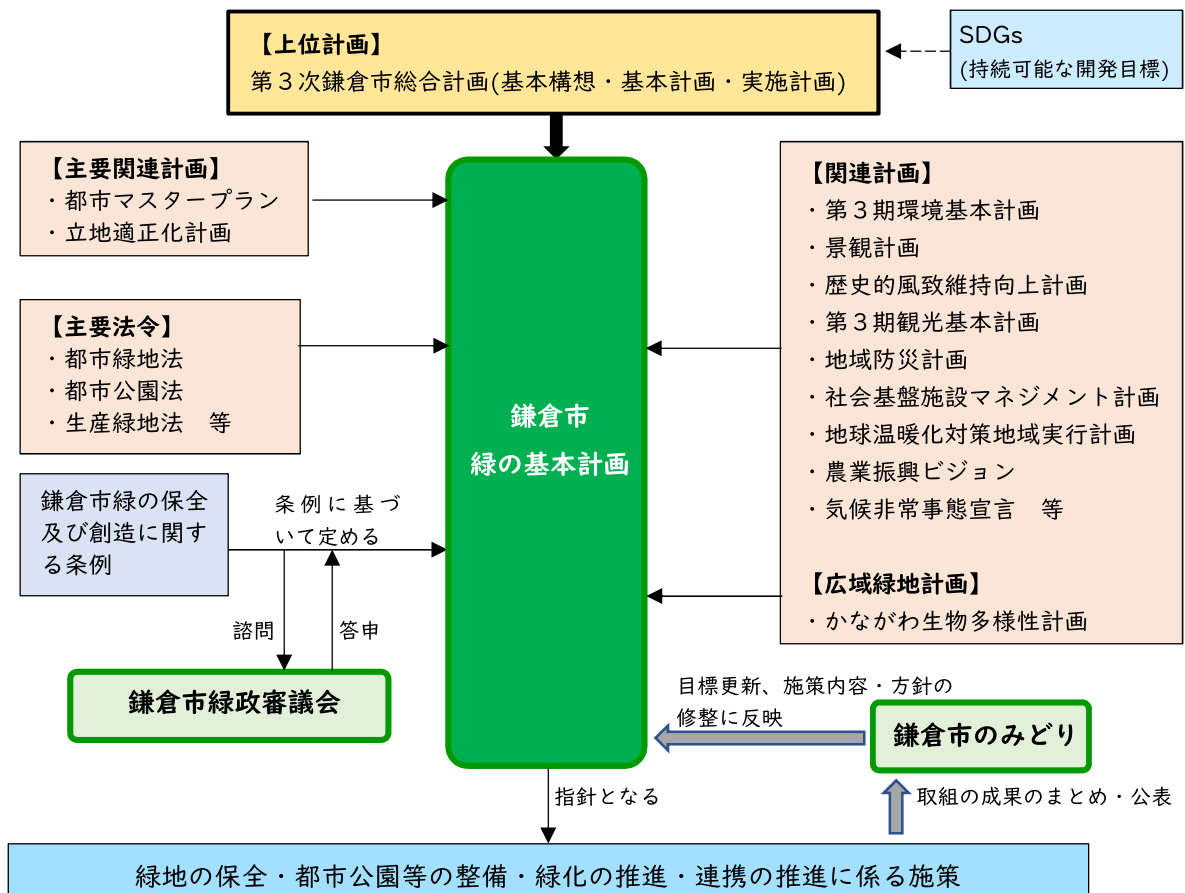 【上位計画】
第３次鎌倉市総合計画(基本構想・基本計画・実施計画)
SDGs
(持続可能な開発目標)
【主要関連計画】
・都市マスタープラン
・立地適正化計画
【主要法令】
・都市緑地法
・都市公園法
・生産緑地法　等
鎌倉市緑の保全
及び創造に関す
る条例
条例に基づ
いて定める
諮問
答申
鎌倉市緑政審議会
鎌倉市
緑の基本計画
【関連計画】
・第３期環境基本計画
・景観計画
・歴史的風致維持向上計画
・第３期観光基本計画
・地域防災計画
・社会基盤施設マネジメント計画
・地球温暖化対策地域実行計画
・農業振興ビジョン
・気候非常事態宣言　等
【広域緑地計画】
・かながわ生物多様性計画
目標更新、施策内容・方針の
修整に反映
鎌倉市のみどり
指針となる
取組の成果のまとめ・公表
緑地の保全・都市公園等の整備・緑化の推進・連携の推進に係る施策